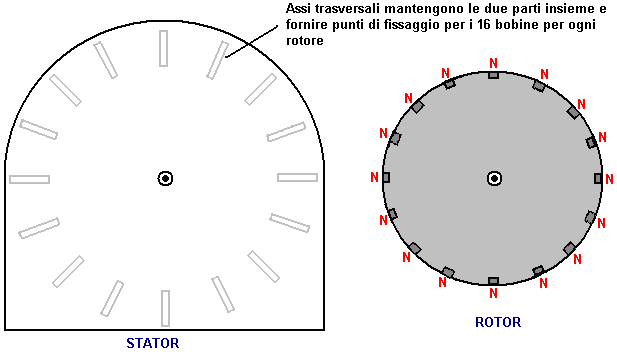 Assi trasversali mantengono le due parti insieme e
fornire punti di fissaggio per i 16 bobine per ogni
rotore
N
N N
N N
N N
N N
N N
N N
N N
N
ROTOR
STATOR